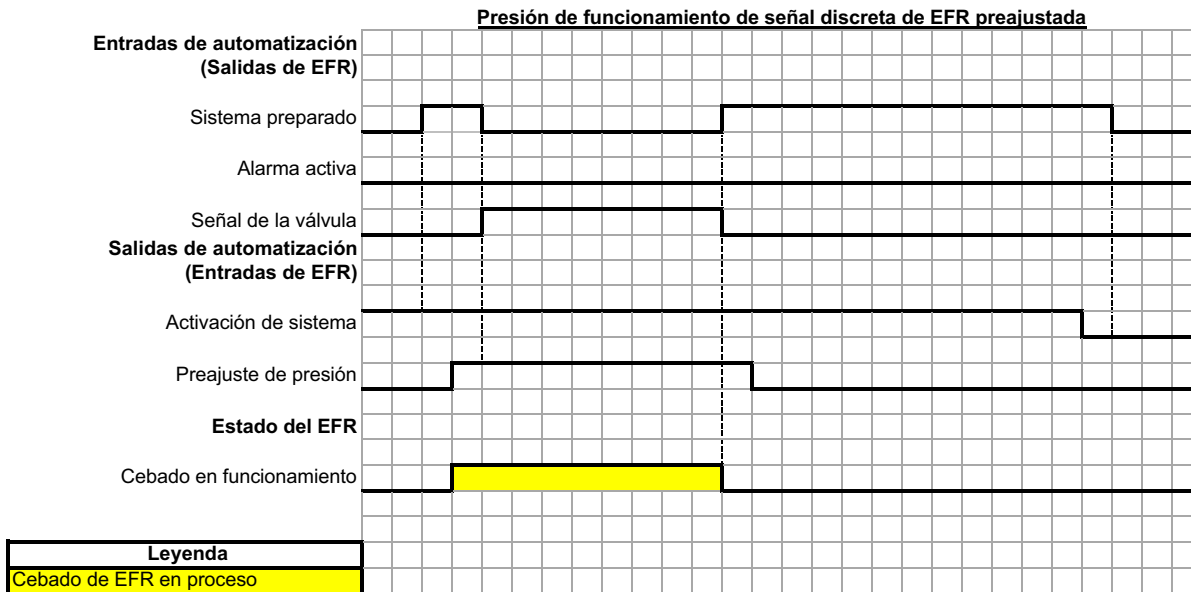 Presión de funcionamiento de señal discreta de EFR preajustada
Entradas de automatización
(Salidas de EFR)
Sistema preparado
Alarma activa
Señal de la válvula
Salidas de automatización
(Entradas de EFR)
Activación de sistema
Preajuste de presión
Estado del EFR
Cebado en funcionamiento
Leyenda
Cebado de EFR en proceso